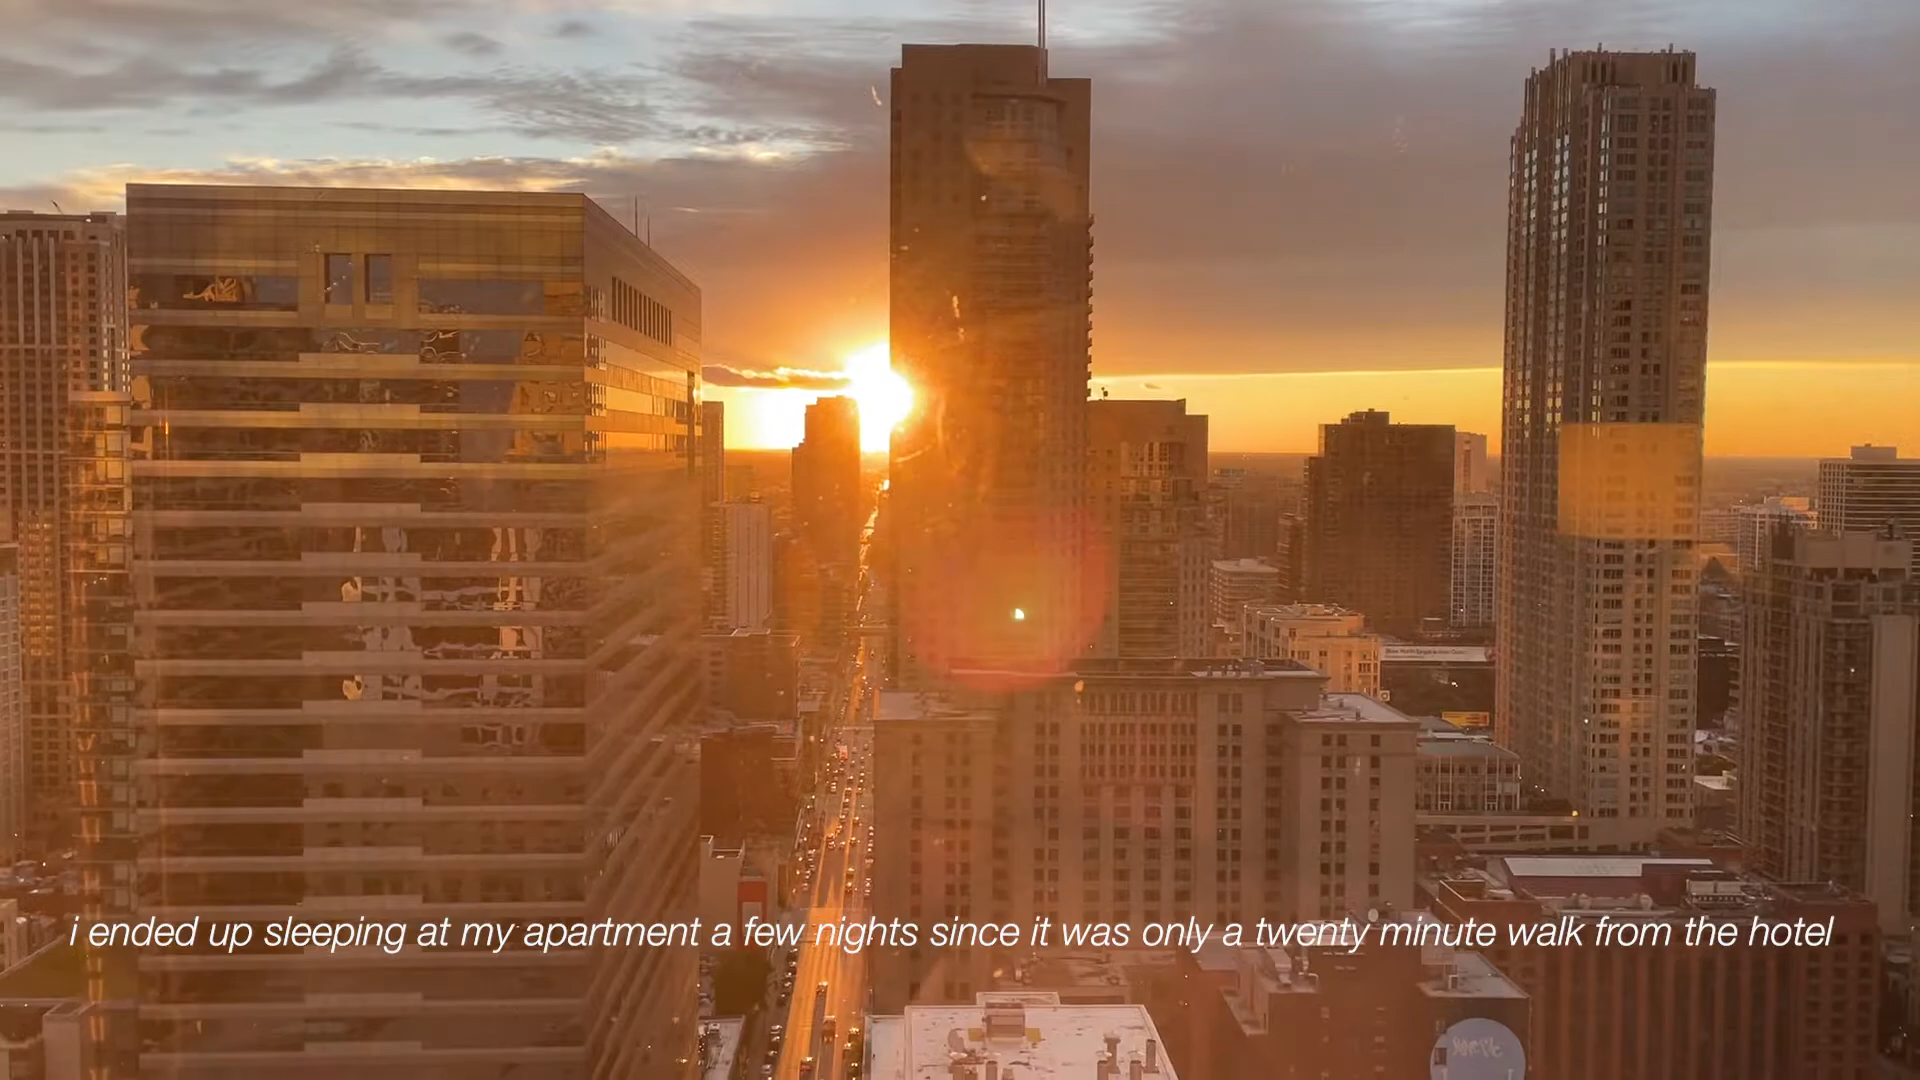 i ended up sleeping at my apartment a few nights since it was only a twenty minute walk from the hotel